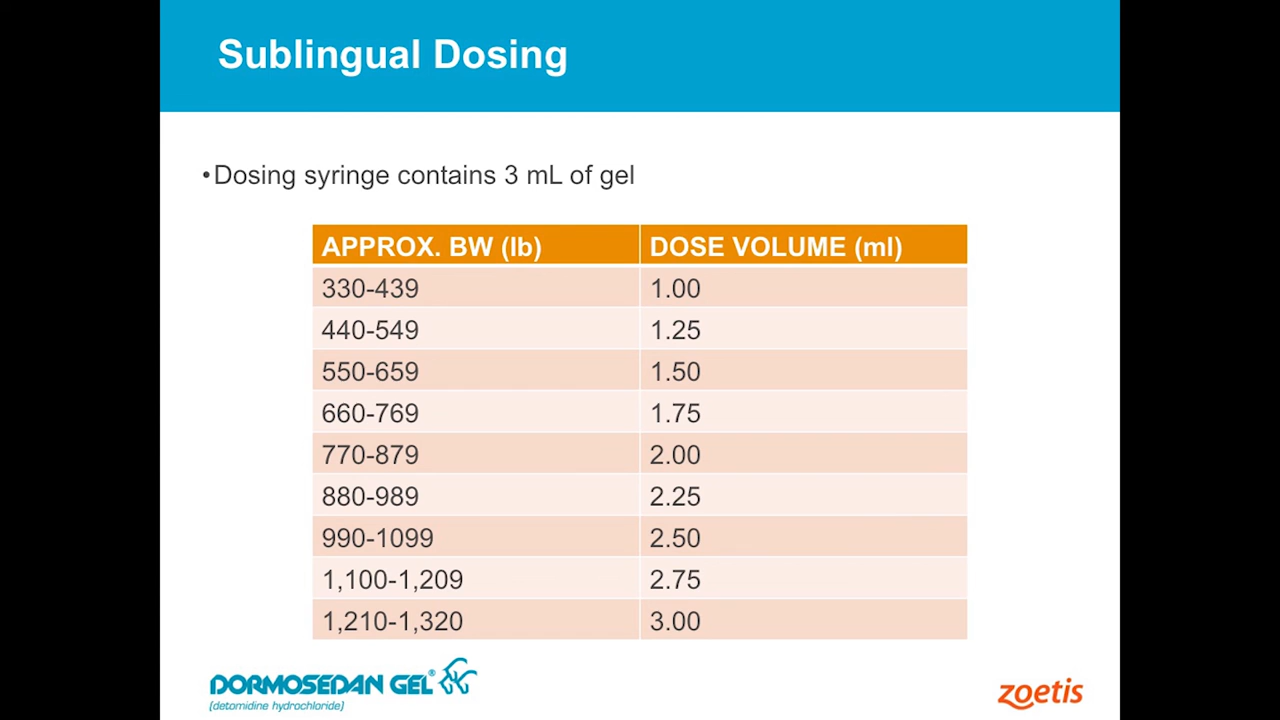 Sublingual Dosing
•Dosing syringe contains 3 mL of gel
APPROX. BW (lb) DOSE VOLUME (ml)
330-439 1.00
440-549 1.25
550-659 1.50
660-769 1.75
770-879 2.00
880-989 2.25
990-1099 2.50
1,100-1,209 2.75
1,210-1,320 3.00
DORMOSEDAN GEL®
(detomidine hydrochloride)
zoetis